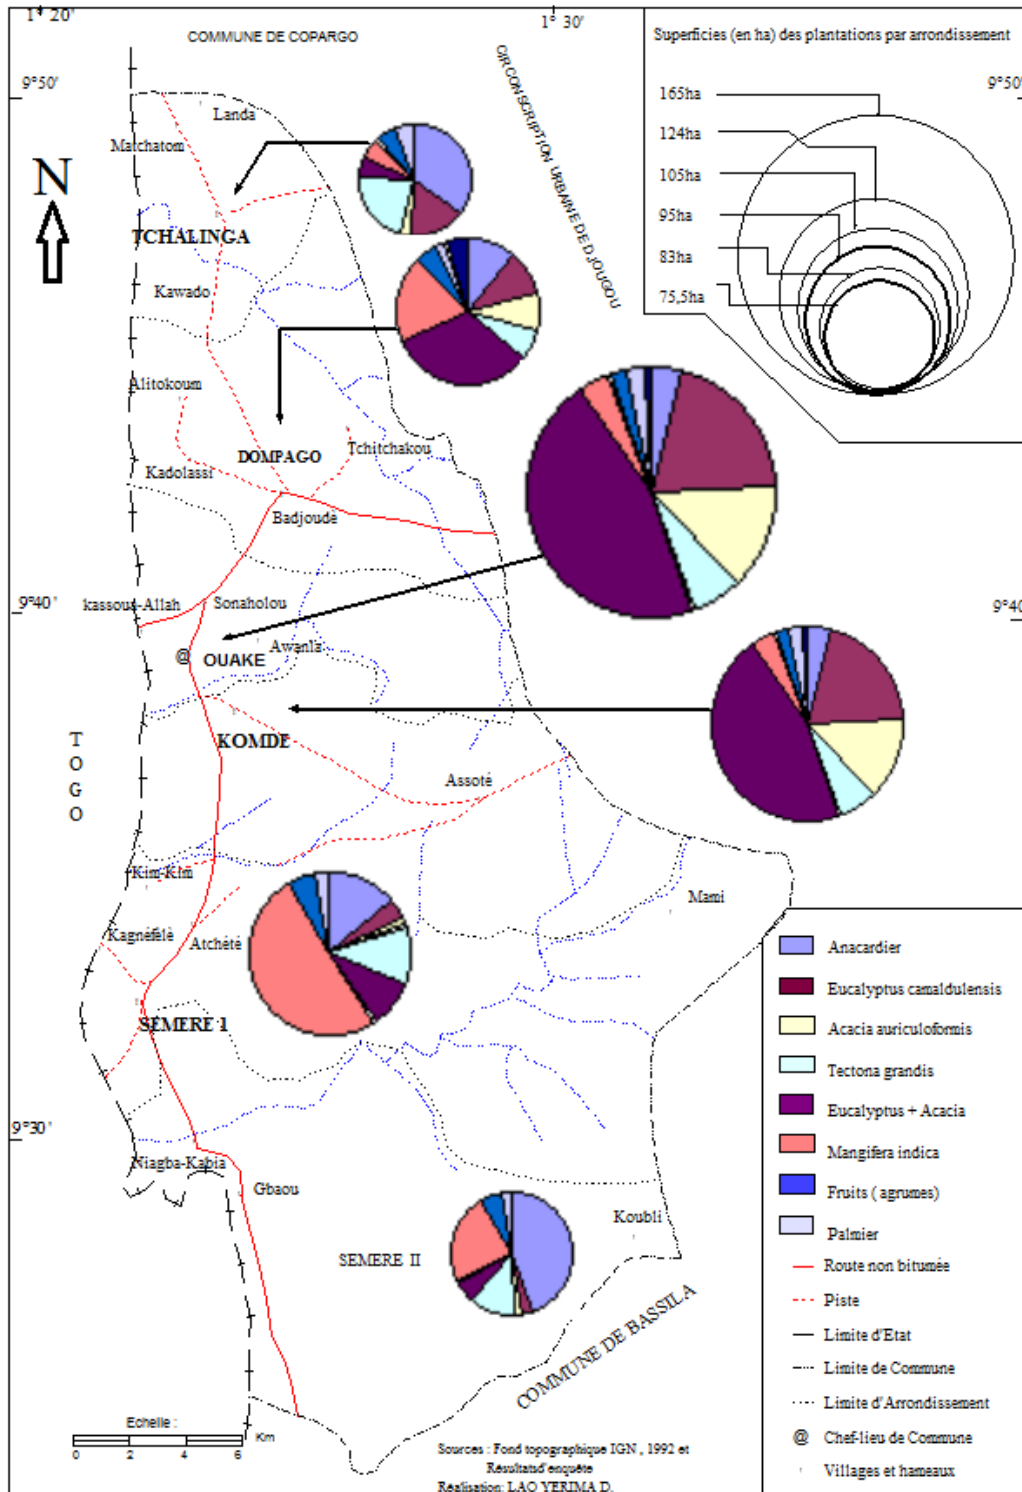 1° 20'
1° 30'
COMMUNE DE COPARGO
Superficies (en ha) des plantations par arrondissement
9°50'
9°50'
CIRCONSCRIPTION URBAINE DE DJOUGOU
165ha
124ha
105ha
95ha
83ha
75,5ha
Landa
Matchatom
N
TCHALINGA
Kawado
Alitokoum
DOMPAGO
Tchitchakou
Kadolassi
Badjoudè
9°40'
9°40'
kassoua-Allah
Sonaholou
@
OUAKE
Awanla
KOMDE
TOGO
Assotè
Kim-Kim
Mami
Kagnéfélè
Atchétè
SEMERE 1
9°30'
Niagba-Kabia
Gbaou
Koubli
SEMERE II
COMMUNE DE BASSILA
Anacardier
Eucalyptus camaldulensis
Acacia auriculoformis
Tectona grandis
Eucalyptus + Acacia
Mangifera indica
Fruits ( agrumes)
Palmier
Route non bitumée
Piste
Limite d'Etat
Limite de Commune
Limite d'Arrondissement
@ Chef-lieu de Commune
Villages et hameaux
Echelle :
0 2 4 6 Km
Sources : Fond topographique IGN , 1992 et
Résultatd'enquête
Réalisation: LAO YERIMA D.